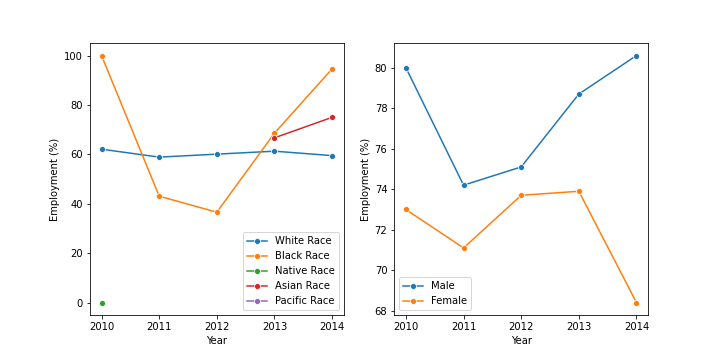 100
80
60
40
20
0
Employment (%)
2010 2011 2012 2013 2014
Year
White Race
Black Race
Native Race
Asian Race
Pacific Race
80
78
76
74
72
70
68
Employment (%)
2010 2011 2012 2013 2014
Year
Male
Female